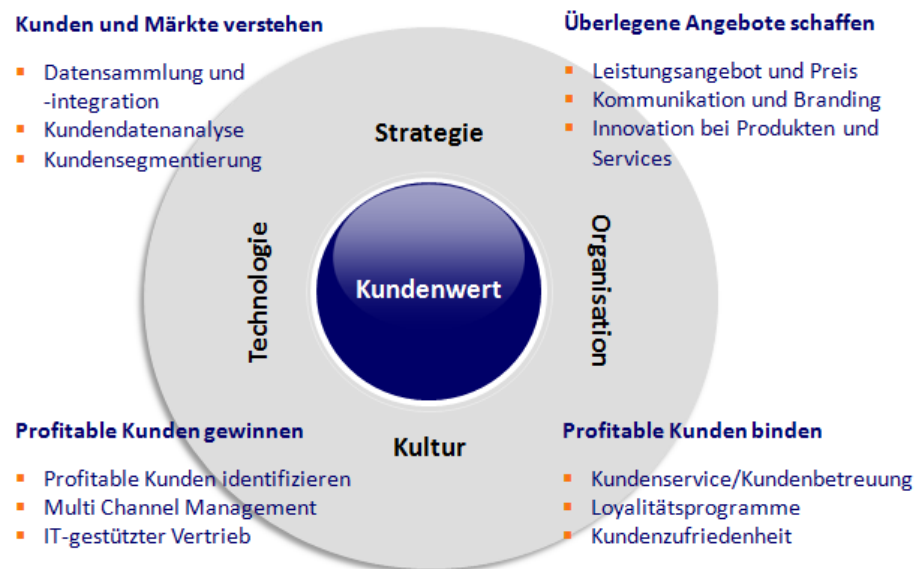 Kunden und Märkte verstehen
▪ Datensammlung und
-integration
▪ Kundendatenanalyse
▪ Kundensegmentierung
Überlegene Angebote schaffen
▪ Leistungsangebot und Preis
▪ Kommunikation und Branding
▪ Innovation bei Produkten und
Services
Strategie
Technologie
Kundenwert
Organisation
Kultur
Profitable Kunden gewinnen
▪ Profitable Kunden identifizieren
▪ Multi Channel Management
▪ IT-gestützter Vertrieb
Profitable Kunden binden
▪ Kundenservice/Kundenbetreuung
▪ Loyalitätsprogramme
▪ Kundenzufriedenheit